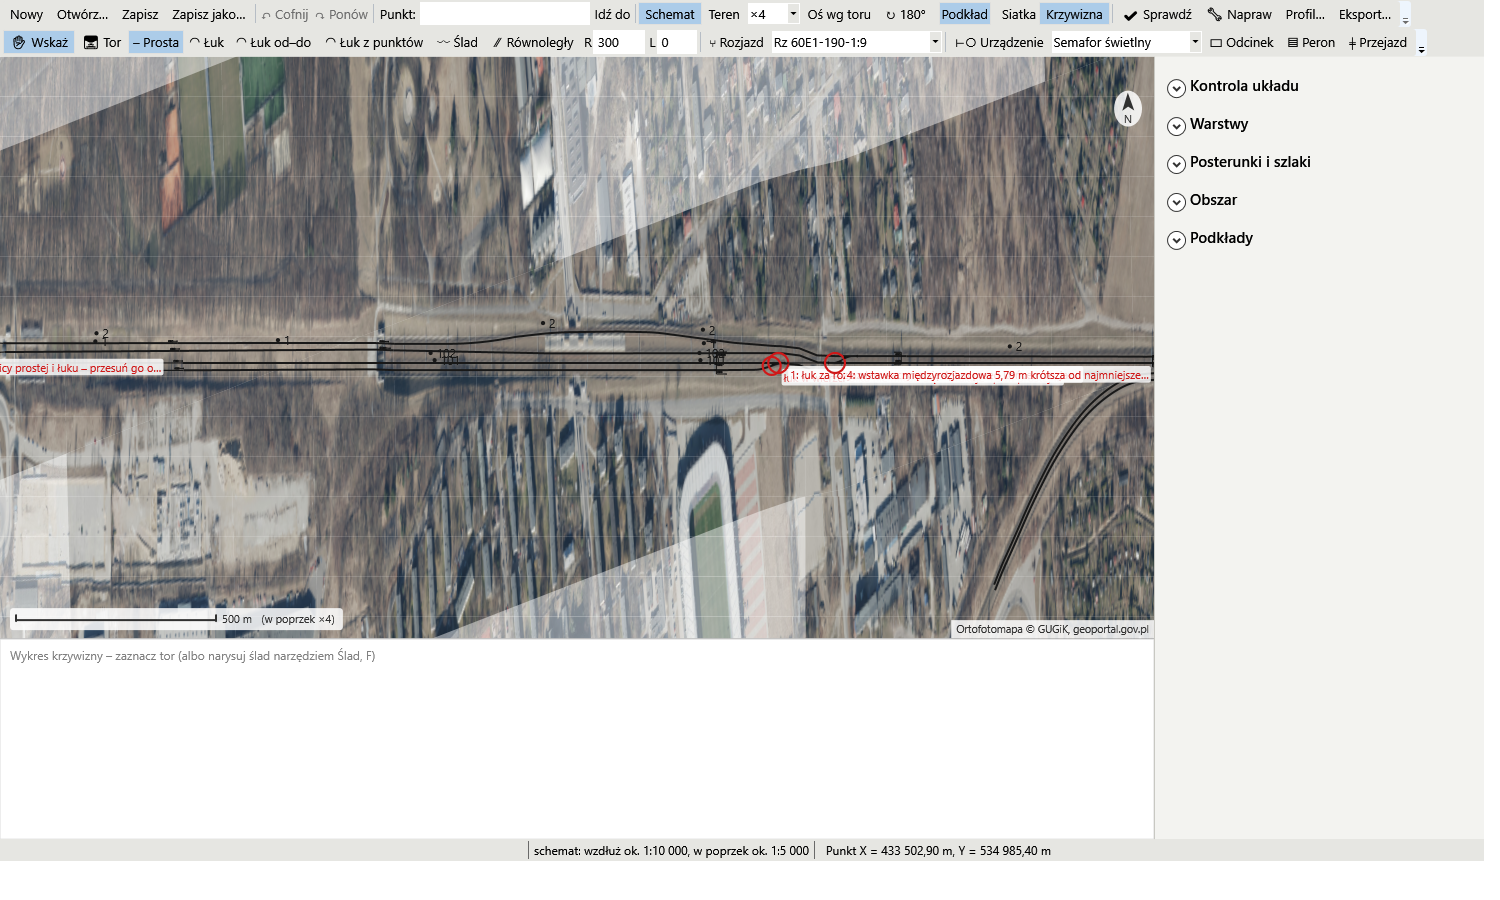 Nowy Otwórz... Zapisz Zapisz jako... Cofnij Ponów Punkt: Idź do Schemat Teren ×4 Oś wg toru ↻ 180° Podkład Siatka Krzywizna Sprawdź Napraw Profil... Eksport...
Wskaż Tor – Prosta Łuk Łuk od–do Łuk z punktów Ślad Równoległy R 300 L 0 Rozjazd Rz 60E1-190-1:9 Urządzenie Semafor świetlny Odcinek Peron Przejazd
Kontrola układu
Warstwy
Posterunki i szlaki
Obszar
Podkłady
N
2
2
2
1
2
102
icy prostej i łuku – przesuń go o...
4: wstawka międzyrozjazdowa 5,79 m krótsza od najmniejsze...
1: łuk za
500 m (w poprzek ×4)
Ortofotomapa © GUGiK, geoportal.gov.pl
Wykres krzywizny – zaznacz tor (albo narysuj ślad narzędziem Ślad, F)
schemat: wzdłuż ok. 1:10 000, w poprzek ok. 1:5 000
Punkt X = 433 502,90 m, Y = 534 985,40 m